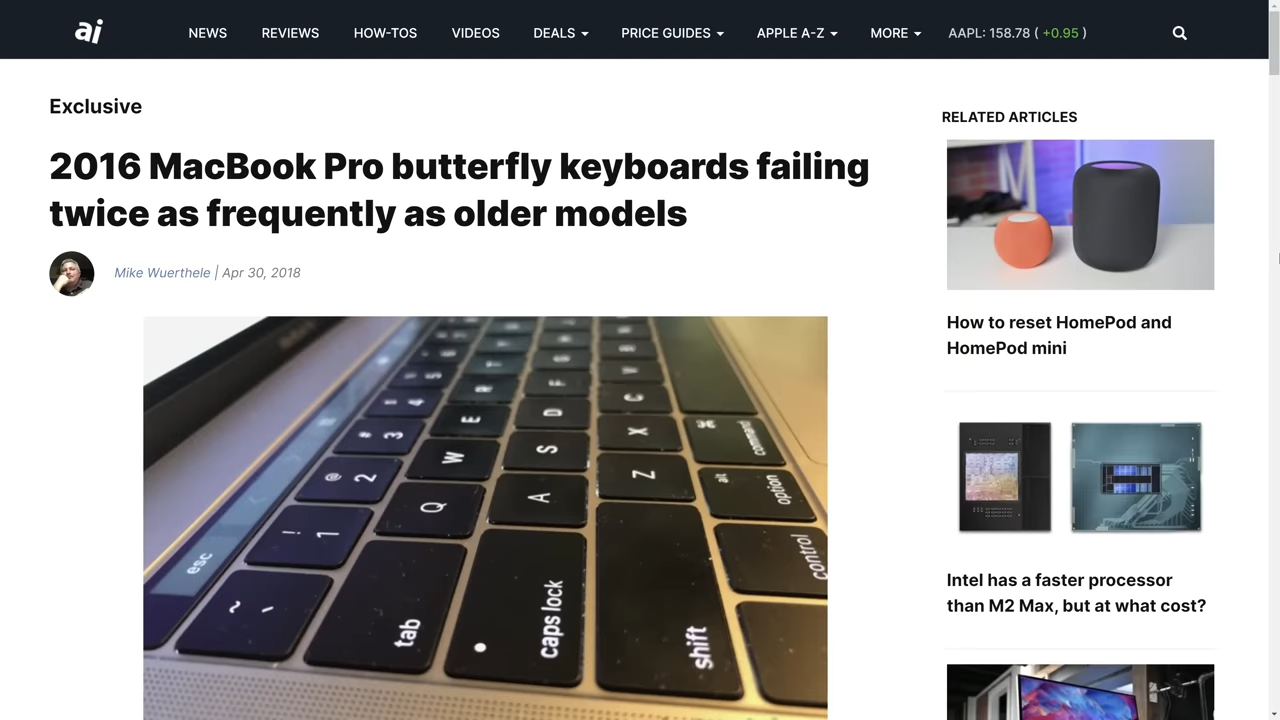 ai
NEWS REVIEWS HOW-TOS VIDEOS DEALS PRICE GUIDES APPLE A-Z MORE AAPL: 158.78 ( +0.95 )
Exclusive
2016 MacBook Pro butterfly keyboards failing
twice as frequently as older models
Mike Wuerthele | Apr 30, 2018
esc
~ `
! 1
@ 2
# 3
4
5
tab
Q
W
E
R
T
caps lock
A
S
D
F
shift
Z
X
C
V
control
alt option
⌘ command
RELATED ARTICLES
How to reset HomePod and
HomePod mini
Intel has a faster processor
than M2 Max, but at what cost?